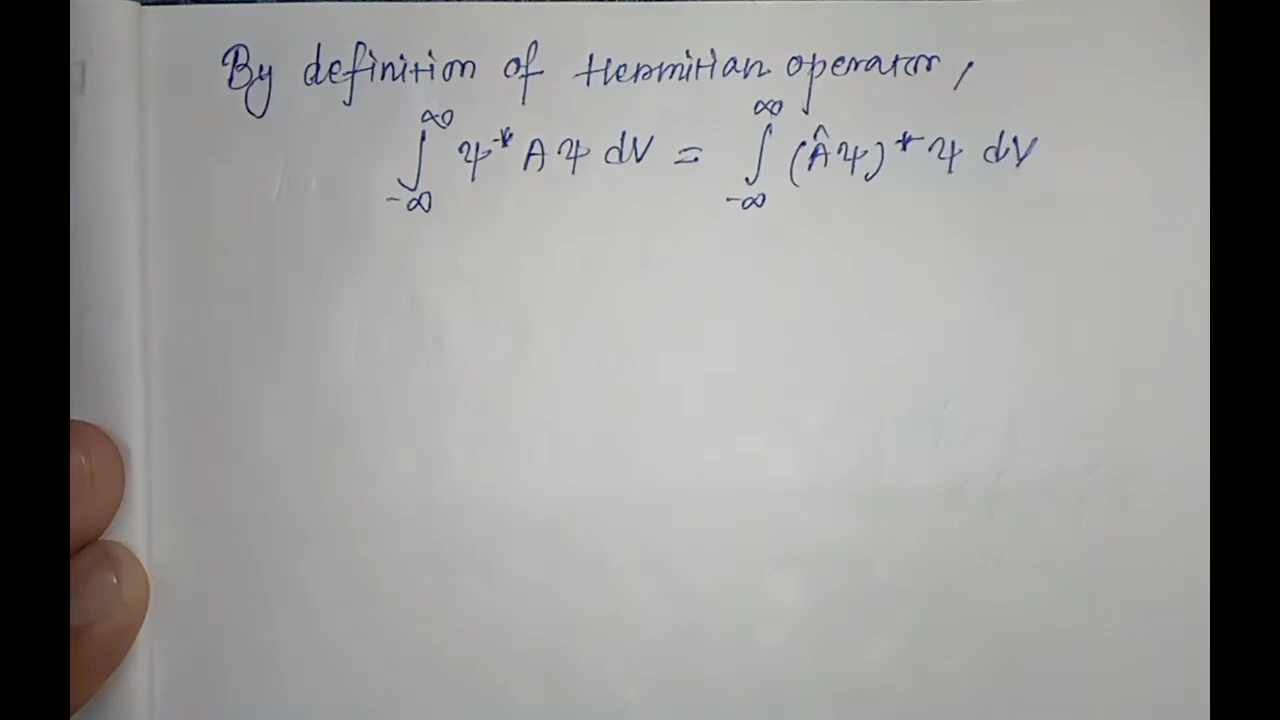 By definition of Hermitian operator,
∫_{-∞}^{∞} ψ* A ψ dV = ∫_{-∞}^{∞} (Âψ)* ψ dV